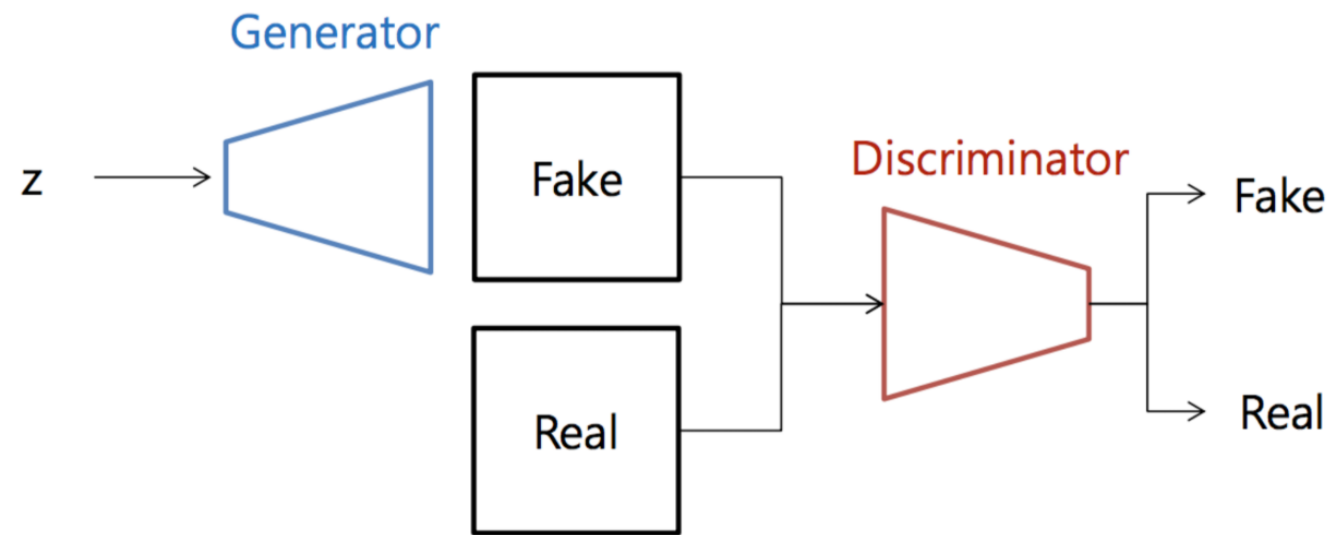 Generator
z
Fake
Discriminator
Fake
Real
Real